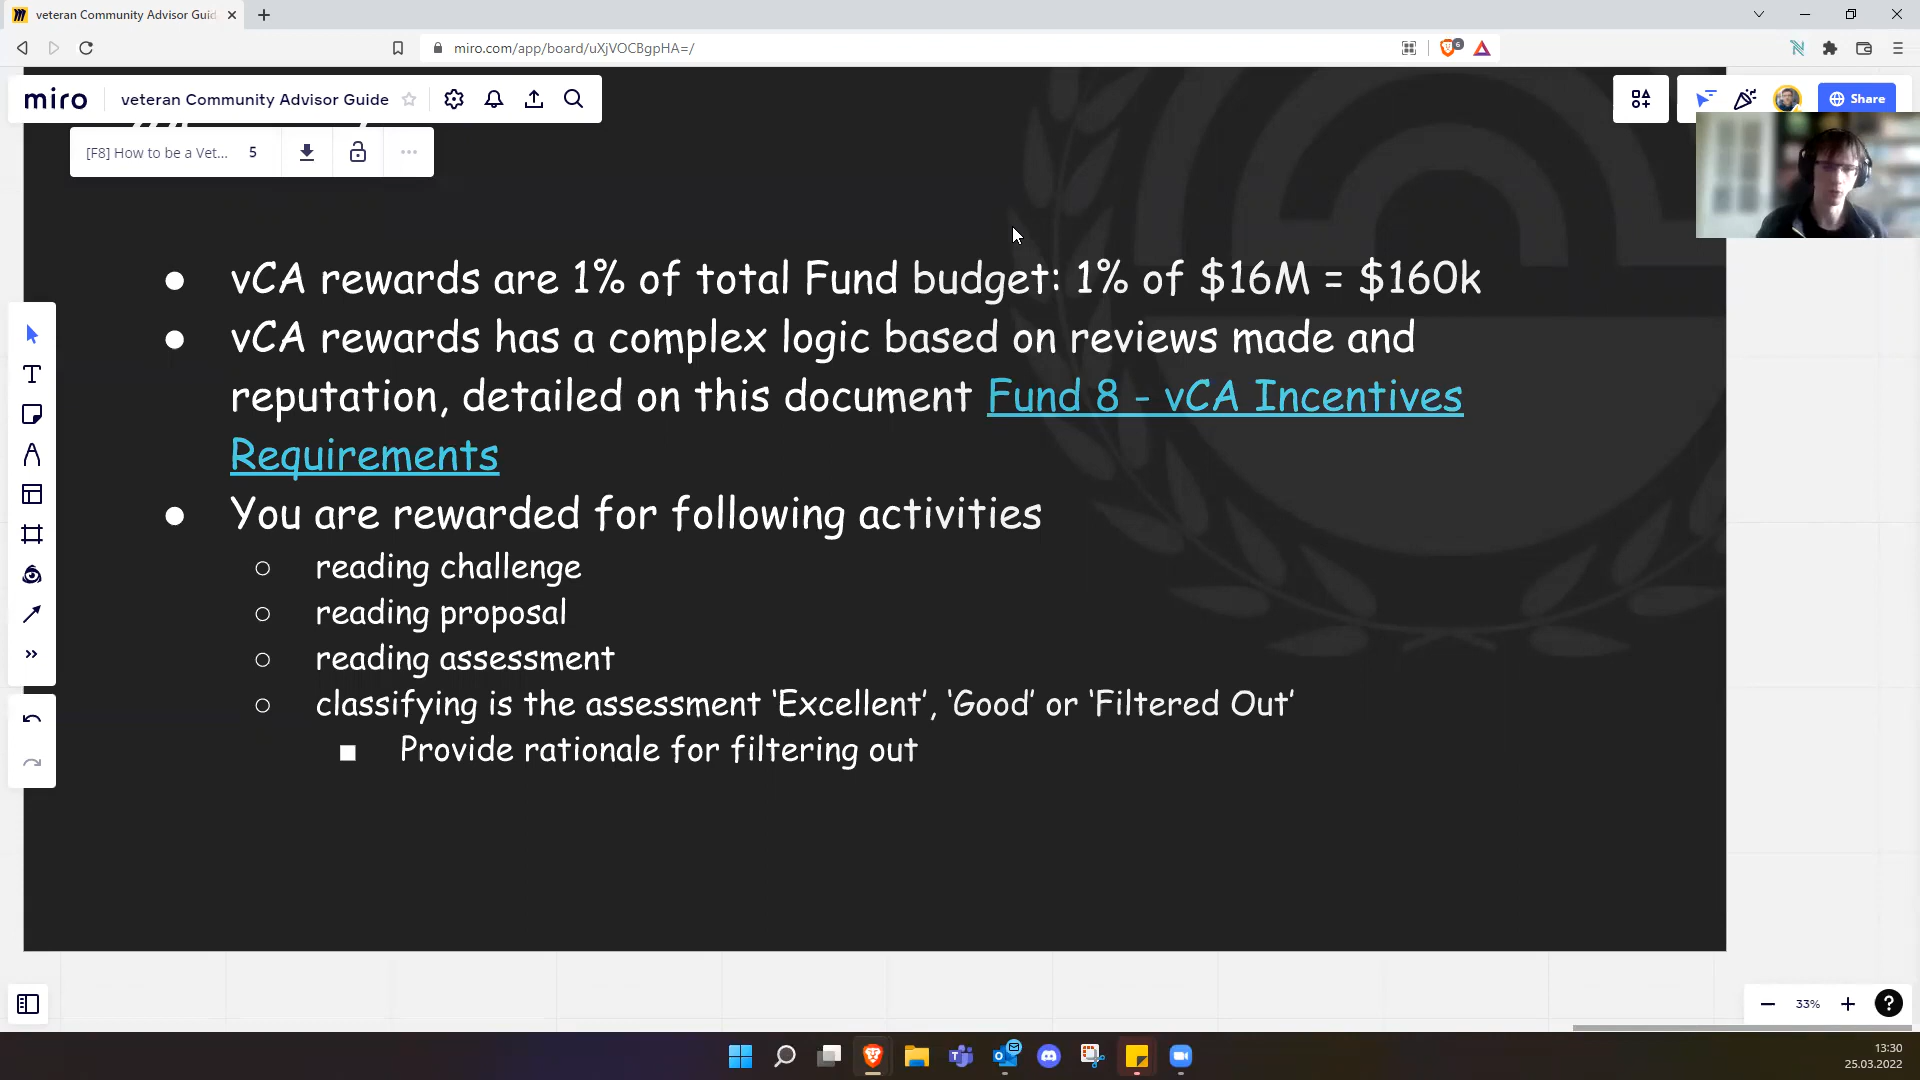 veteran Community Advisor Guid
miro.com/app/board/uXjVOCBgpHA=/
6
miro
veteran Community Advisor Guide
Share
[F8] How to be a Vet...
5
● vCA rewards are 1% of total Fund budget: 1% of $16M = $160k
● vCA rewards has a complex logic based on reviews made and
reputation, detailed on this document Fund 8 - vCA Incentives
Requirements
● You are rewarded for following activities
○ reading challenge
○ reading proposal
○ reading assessment
○ classifying is the assessment ‘Excellent’, ‘Good’ or ‘Filtered Out’
■ Provide rationale for filtering out
33%
?
13:30
25.03.2022